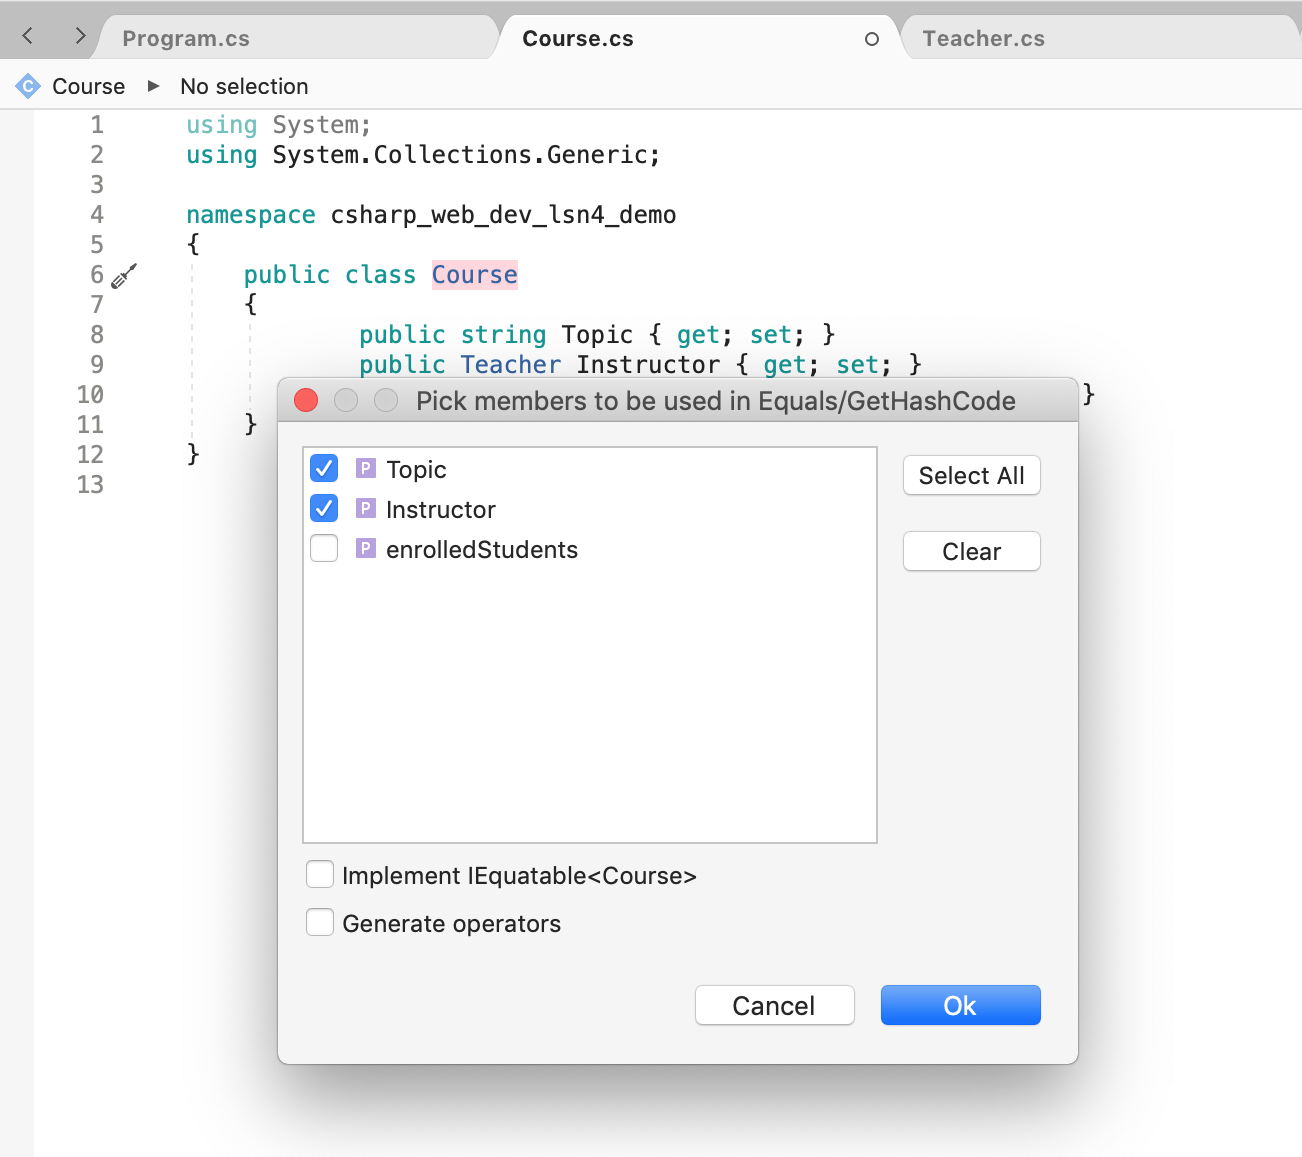 Program.cs
Course.cs
Teacher.cs
C Course ▶ No selection
1 using System;
2 using System.Collections.Generic;
3
4 namespace csharp_web_dev_lsn4_demo
5 {
6 public class Course
7 {
8 public string Topic { get; set; }
9 public Teacher Instructor { get; set; }
10 }
11 }
12 }
13
Pick members to be used in Equals/GetHashCode
P Topic
P Instructor
P enrolledStudents
Select All
Clear
Implement IEquatable<Course>
Generate operators
Cancel
Ok